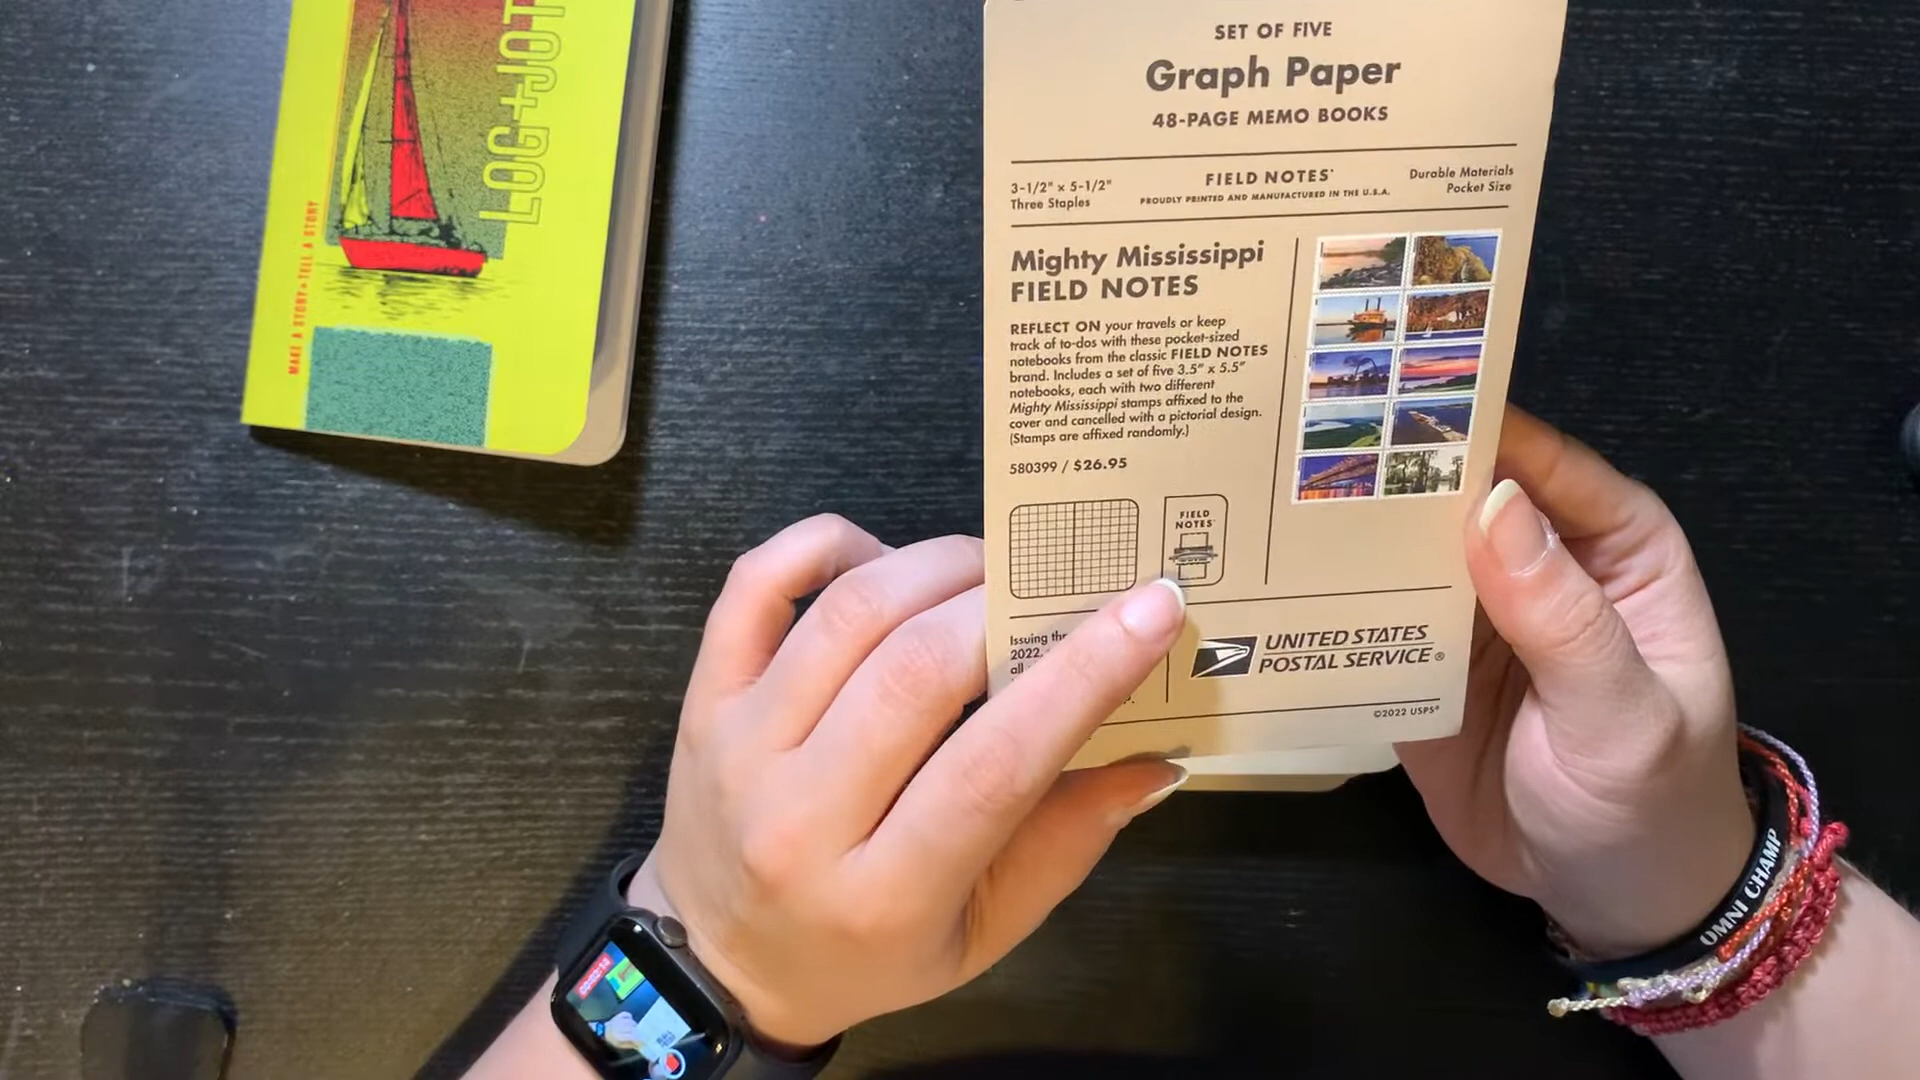 LOG+JOT
MAKE A STORY • TELL A STORY
SET OF FIVE
Graph Paper
48-PAGE MEMO BOOKS
3-1/2" × 5-1/2"
Three Staples
FIELD NOTES
PROUDLY PRINTED AND MANUFACTURED IN THE U.S.A.
Durable Materials
Pocket Size
Mighty Mississippi
FIELD NOTES
REFLECT ON your travels or keep
track of to-dos with these pocket-sized
notebooks from the classic FIELD NOTES
brand. Includes a set of five 3.5" x 5.5"
notebooks, each with two different
Mighty Mississippi stamps affixed to the
cover and cancelled with a pictorial design.
(Stamps are affixed randomly.)
580399 / $26.95
FIELD
NOTES
Issuing
2022.
all
UNITED STATES
POSTAL SERVICE®
©2022 USPS®
OMNI CHAMP